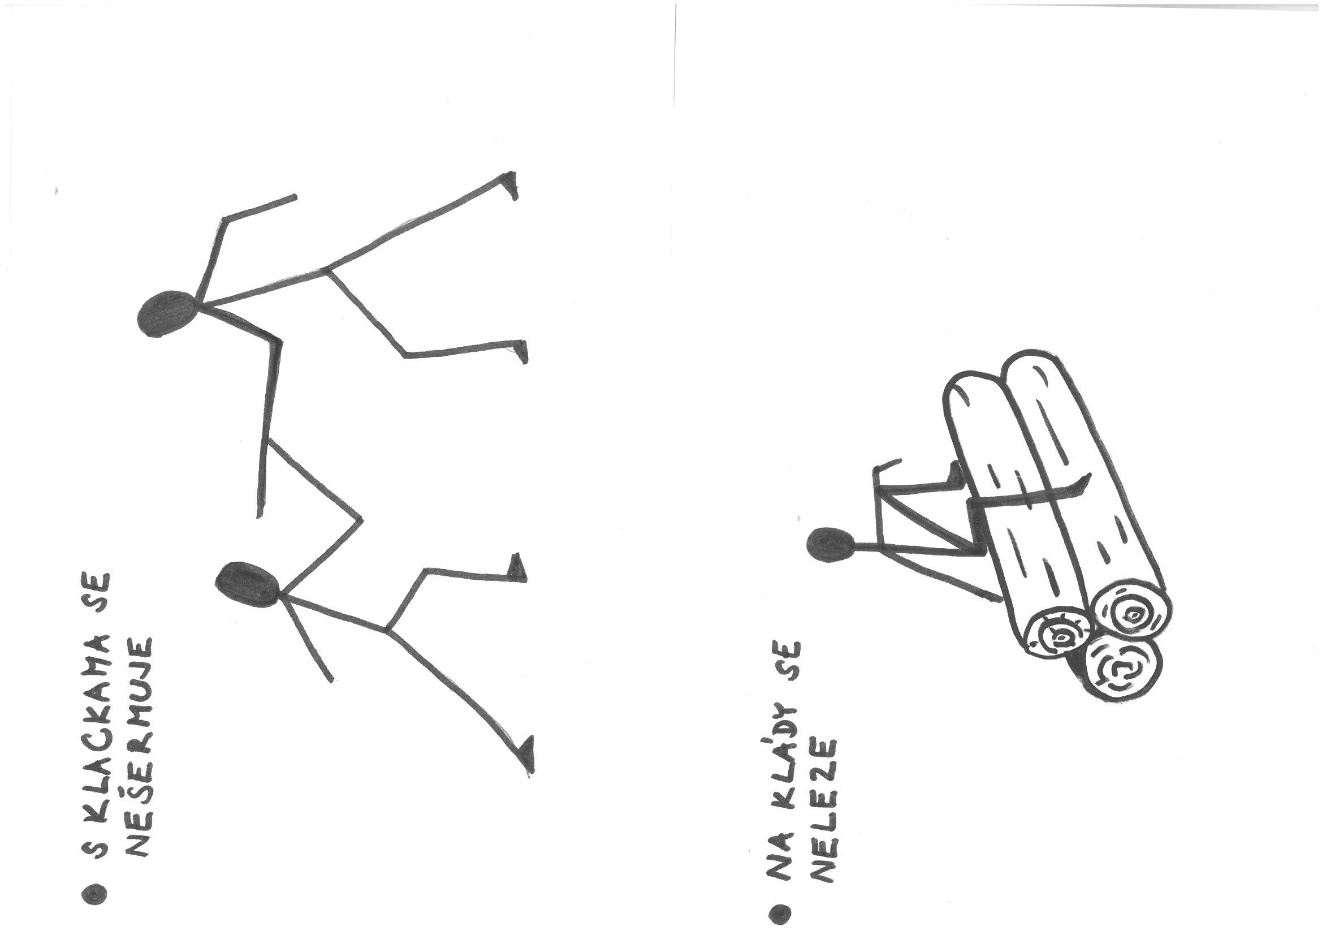 ● S KLACKAMA SE
NEŠERMUJE
● NA KLÁDY SE
NELEZE